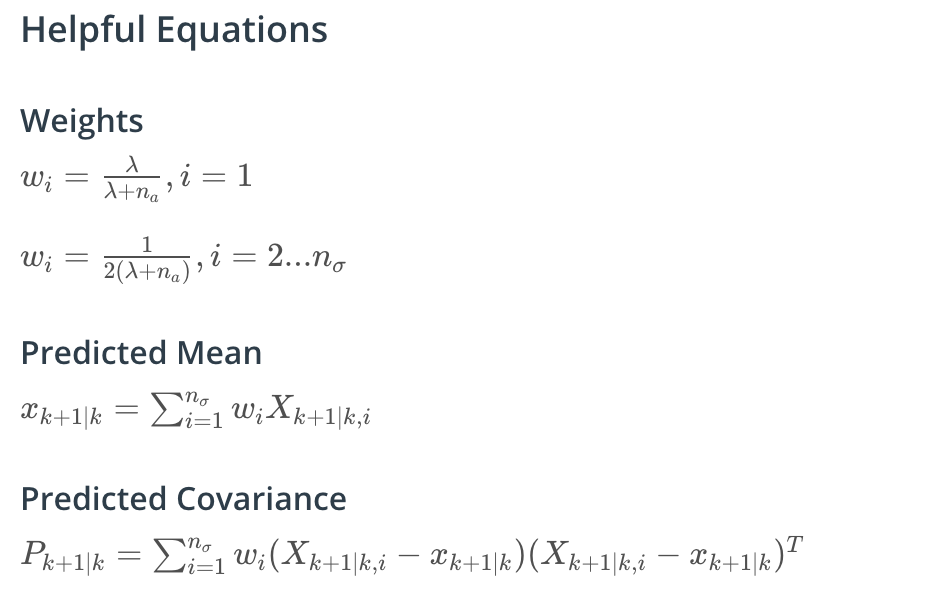 Helpful Equations
Weights
$w_i = \frac{\lambda}{\lambda+n_a}, i = 1$
$w_i = \frac{1}{2(\lambda+n_a)}, i = 2...n_\sigma$
Predicted Mean
$x_{k+1|k} = \sum_{i=1}^{n_\sigma} w_i X_{k+1|k,i}$
Predicted Covariance
$P_{k+1|k} = \sum_{i=1}^{n_\sigma} w_i (X_{k+1|k,i} - x_{k+1|k})(X_{k+1|k,i} - x_{k+1|k})^T$